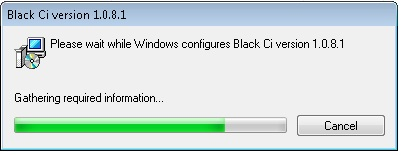 Black Ci version 1.0.8.1
Please wait while Windows configures Black Ci version 1.0.8.1
Gathering required information...
Cancel